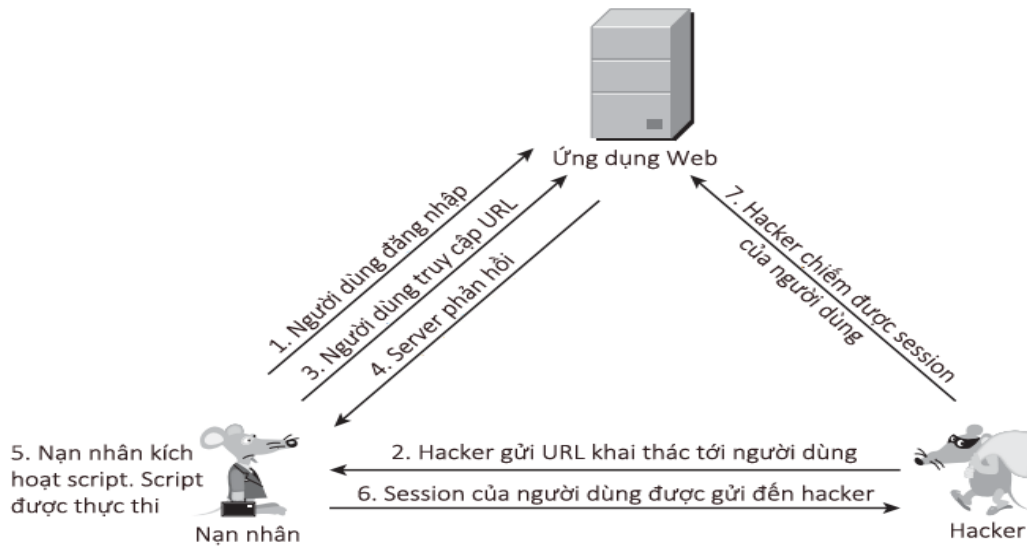 Ứng dụng Web
1. Người dùng đăng nhập
3. Người dùng truy cập URL
4. Server phản hồi
7. Hacker chiếm được session
của người dùng
5. Nạn nhân kích
hoạt script. Script
được thực thi
2. Hacker gửi URL khai thác tới người dùng
6. Session của người dùng được gửi đến hacker
Nạn nhân
Hacker